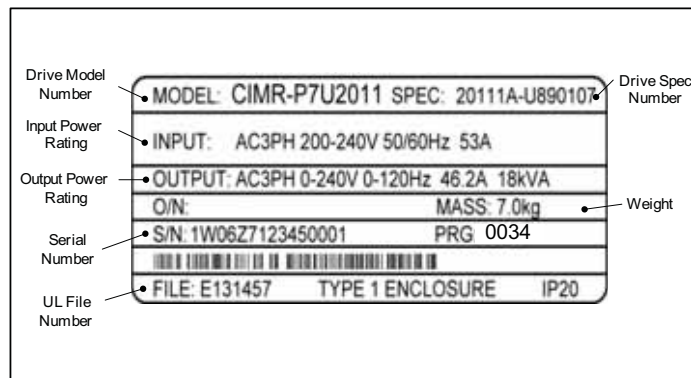 Drive Model
Number
MODEL: CIMR-P7U2011 SPEC: 20111A-U890107
Drive Spec
Number
Input Power
Rating
INPUT: AC3PH 200-240V 50/60Hz 53A
Output Power
Rating
OUTPUT: AC3PH 0-240V 0-120Hz 46.2A 18kVA
O/N: MASS: 7.0kg
Weight
Serial
Number
S/N: 1W06Z7123450001 PRG 0034
UL File
Number
FILE: E131457 TYPE 1 ENCLOSURE IP20